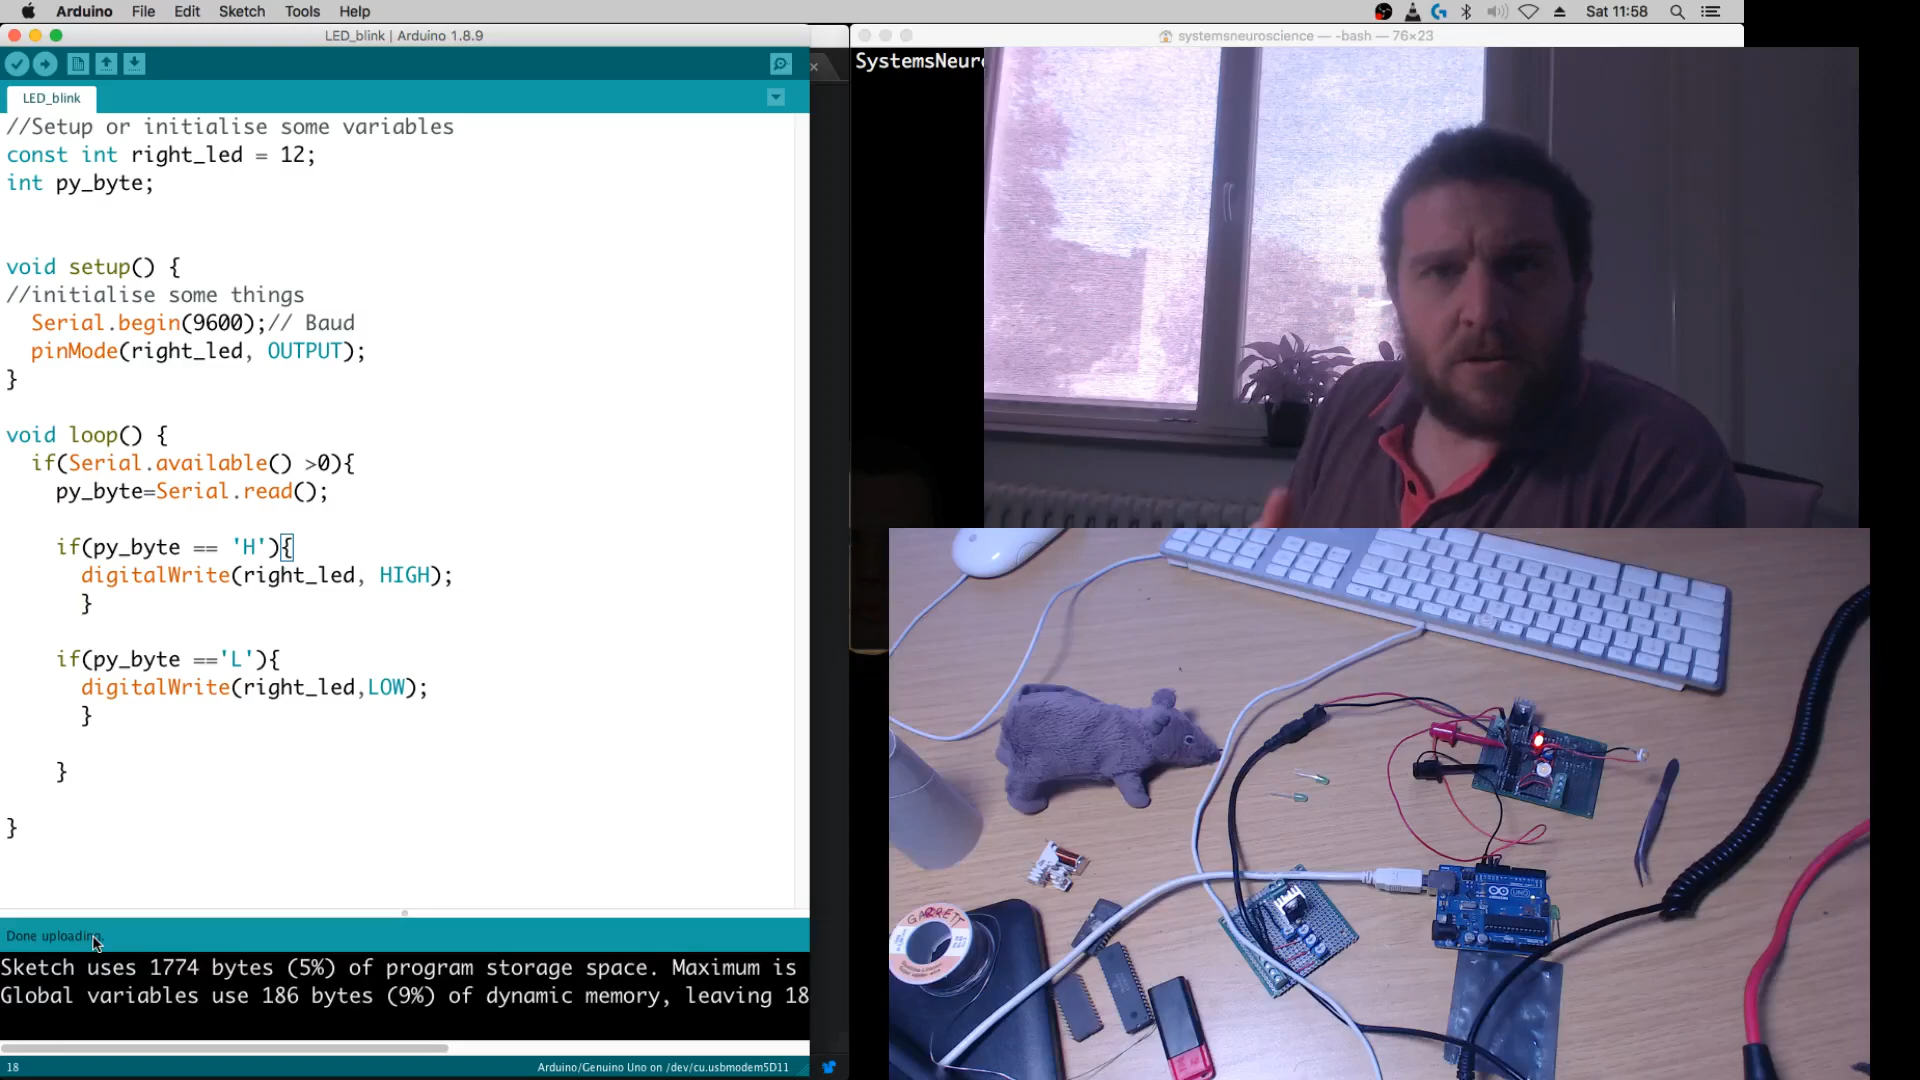 Arduino File Edit Sketch Tools Help
Sat 11:58
LED_blink | Arduino 1.8.9
systemsneuroscience — -bash — 76×23
LED_blink
SystemsNeuro
//Setup or initialise some variables
const int right_led = 12;
int py_byte;
void setup() {
//initialise some things
Serial.begin(9600);// Baud
pinMode(right_led, OUTPUT);
}
void loop() {
if(Serial.available() >0){
py_byte=Serial.read();
if(py_byte == 'H'){
digitalWrite(right_led, HIGH);
}
if(py_byte =='L'){
digitalWrite(right_led,LOW);
}
}
}
Done uploading.
Sketch uses 1774 bytes (5%) of program storage space. Maximum is
Global variables use 186 bytes (9%) of dynamic memory, leaving 18
18
Arduino/Genuino Uno on /dev/cu.usbmodem5D11
GARRETT
UNO